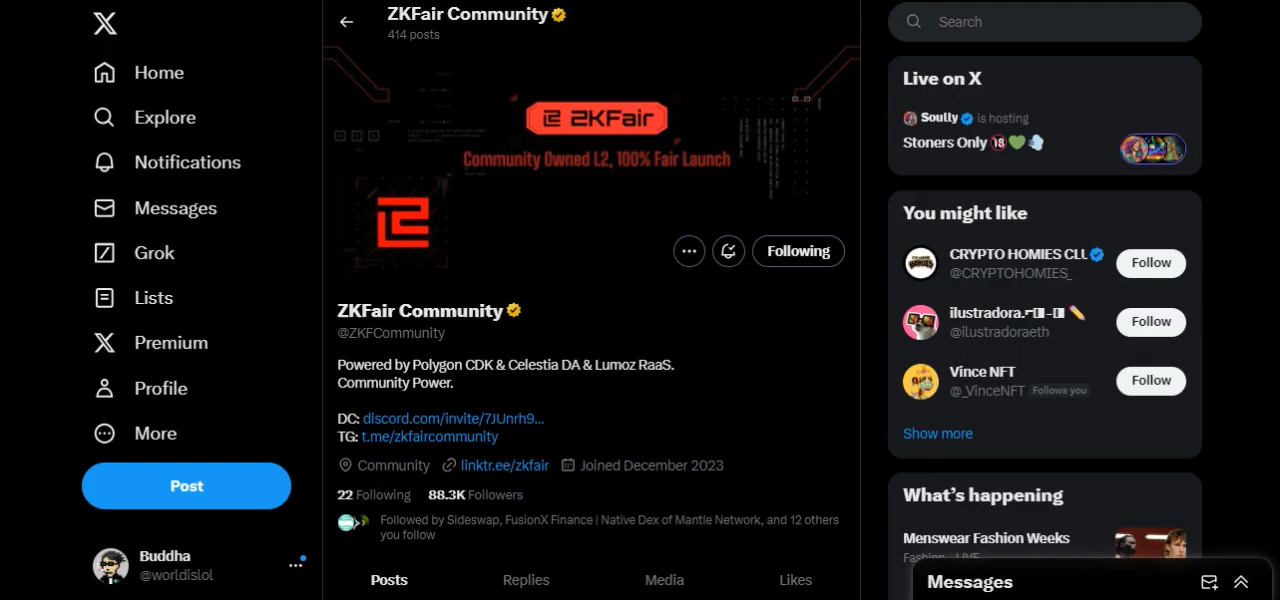 Home
Explore
Notifications
Messages
Grok
Lists
Premium
Profile
More
Post
Buddha
@worldislol
ZKFair Community
414 posts
ZKFair
Community Owned L2, 100% Fair Launch
Following
ZKFair Community
@ZKFCommunity
Powered by Polygon CDK & Celestia DA & Lumoz RaaS.
Community Power.
DC: discord.com/invite/7JUnrh9...
TG: t.me/zkfaircommunity
Community linktr.ee/zkfair Joined December 2023
22 Following 88.3K Followers
Followed by Sideswap, FusionX Finance | Native Dex of Mantle Network, and 12 others
you follow
Posts Replies Media Likes
Search
Live on X
Soully is hosting
Stoners Only 🔞💚💨
You might like
CRYPTO HOMIES CLU
@CRYPTOHOMIES_
Follow
@ilustradoraeth
Follow
Vince NFT
@_VinceNFT Follows you
Follow
Show more
What's happening
Menswear Fashion Weeks
Fashion · LIVE
Messages